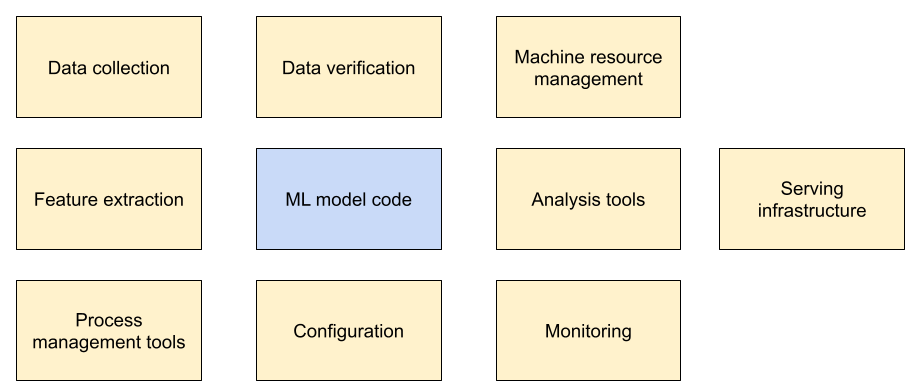 Data collection
Data verification
Machine resource
management
Feature extraction
ML model code
Analysis tools
Serving
infrastructure
Process
management tools
Configuration
Monitoring